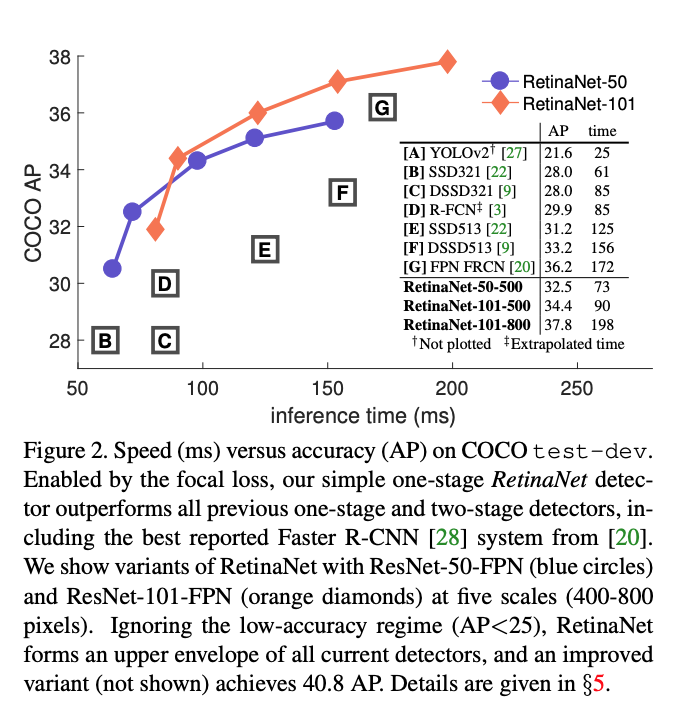 38
36
34
32
30
28
COCO AP
B
C
D
E
F
G
RetinaNet-50
RetinaNet-101
AP time
[A] YOLOv2† [27] 21.6 25
[B] SSD321 [22] 28.0 61
[C] DSSD321 [9] 28.0 85
[D] R-FCN‡ [3] 29.9 85
[E] SSD513 [22] 31.2 125
[F] DSSD513 [9] 33.2 156
[G] FPN FRCN [20] 36.2 172
RetinaNet-50-500 32.5 73
RetinaNet-101-500 34.4 90
RetinaNet-101-800 37.8 198
†Not plotted ‡Extrapolated time
50 100 150 200 250
inference time (ms)
Figure 2. Speed (ms) versus accuracy (AP) on COCO test-dev.
Enabled by the focal loss, our simple one-stage RetinaNet detec-
tor outperforms all previous one-stage and two-stage detectors, in-
cluding the best reported Faster R-CNN [28] system from [20].
We show variants of RetinaNet with ResNet-50-FPN (blue circles)
and ResNet-101-FPN (orange diamonds) at five scales (400-800
pixels). Ignoring the low-accuracy regime (AP<25), RetinaNet
forms an upper envelope of all current detectors, and an improved
variant (not shown) achieves 40.8 AP. Details are given in §5.